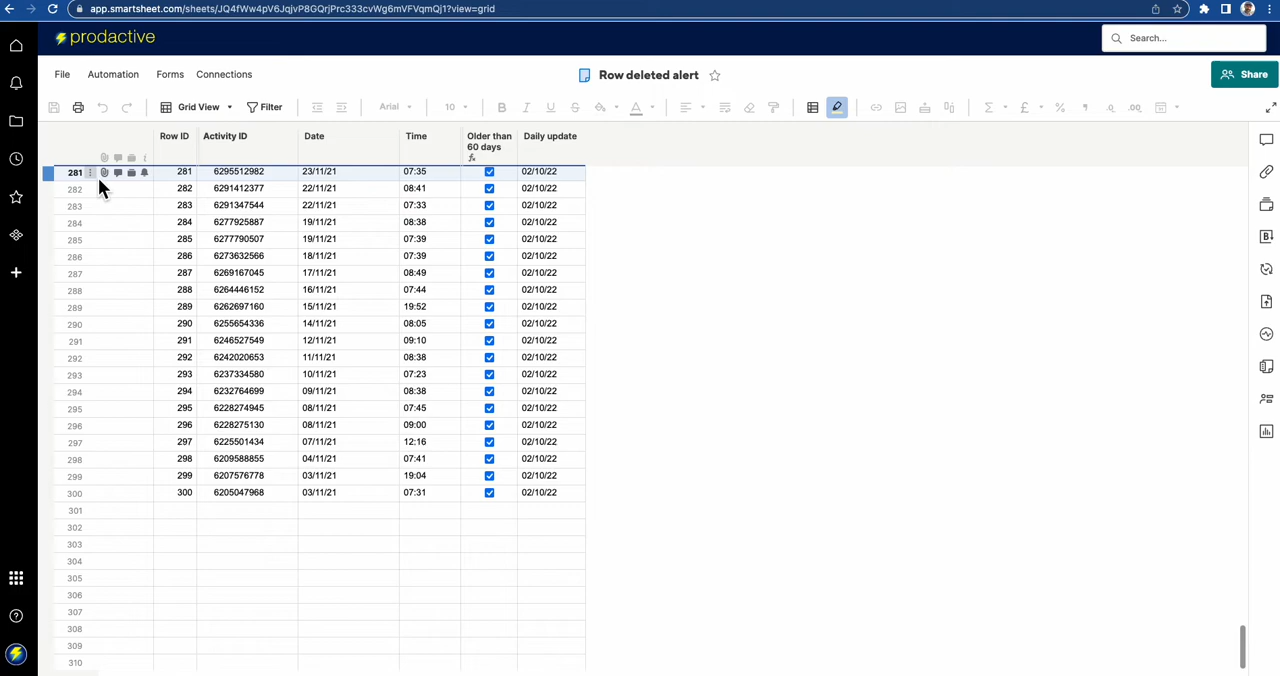 app.smartsheet.com/sheets/JQ4fWw4pV6JqjvP8GQrjPrc333cvWg6mVFVqmQj1?view=grid
prodactive
Search...
File Automation Forms Connections
Row deleted alert
Share
Grid View Filter Arial 10
Row ID Activity ID Date Time Older than 60 days Daily update
281 281 6295512982 23/11/21 07:35 02/10/22
282 282 6291412377 22/11/21 08:41 02/10/22
283 283 6291347544 22/11/21 07:33 02/10/22
284 284 6277925887 19/11/21 08:38 02/10/22
285 285 6277790507 19/11/21 07:39 02/10/22
286 286 6273632566 18/11/21 07:39 02/10/22
287 287 6269167045 17/11/21 08:49 02/10/22
288 288 6264446152 16/11/21 07:44 02/10/22
289 289 6262697160 15/11/21 19:52 02/10/22
290 290 6255654336 14/11/21 08:05 02/10/22
291 291 6246527549 12/11/21 09:10 02/10/22
292 292 6242020653 11/11/21 08:38 02/10/22
293 293 6237334580 10/11/21 07:23 02/10/22
294 294 6232764699 09/11/21 08:38 02/10/22
295 295 6228274945 08/11/21 07:45 02/10/22
296 296 6228275130 08/11/21 09:00 02/10/22
297 297 6225501434 07/11/21 12:16 02/10/22
298 298 6209588855 04/11/21 07:41 02/10/22
299 299 6207576778 03/11/21 19:04 02/10/22
300 300 6205047968 03/11/21 07:31 02/10/22
301
302
303
304
305
306
307
308
309
310